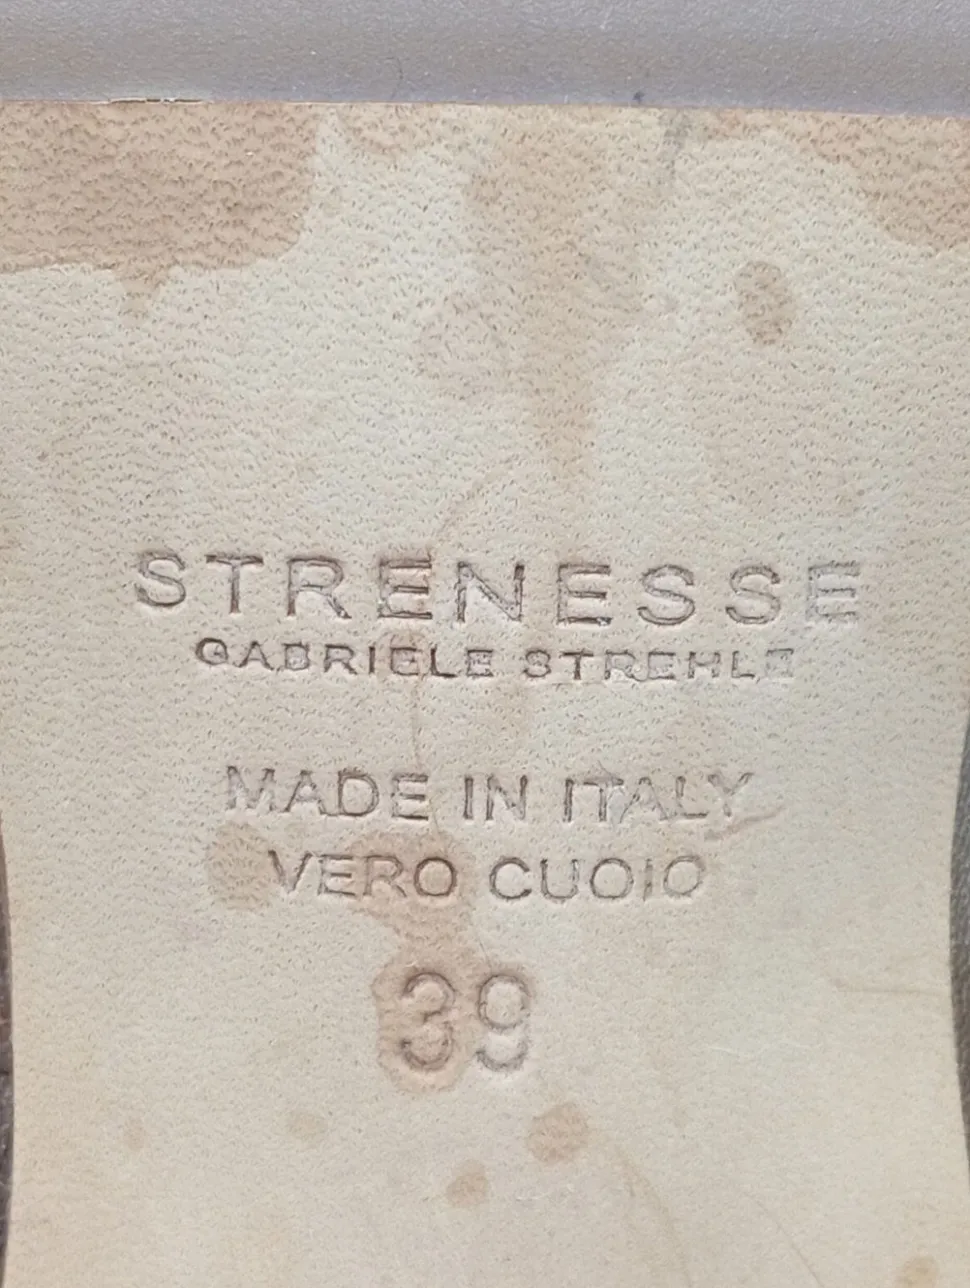 STRENESSE
GABRIELE STREHLE
MADE IN ITALY
VERO CUOIO
39